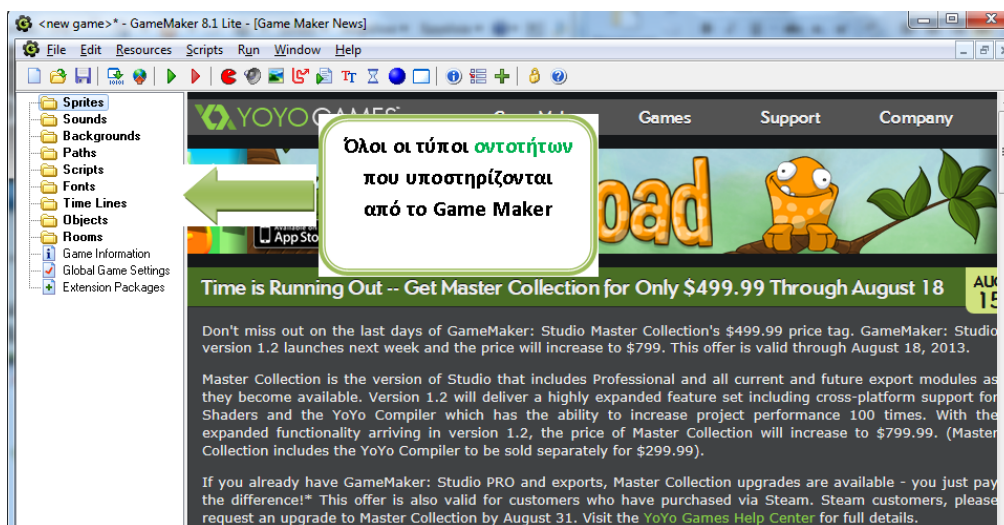 <new game>* - GameMaker 8.1 Lite - [Game Maker News]
File Edit Resources Scripts Run Window Help
Sprites
Sounds
Backgrounds
Paths
Scripts
Fonts
Time Lines
Objects
Rooms
Game Information
Global Game Settings
Extension Packages
YOYO Games Support Company
Όλοι οι τύποι οντοτήτων
που υποστηρίζονται
από το Game Maker
App Sto
oad
Time is Running Out -- Get Master Collection for Only $499.99 Through August 18
AUG
15
Don't miss out on the last days of GameMaker: Studio Master Collection's $499.99 price tag. GameMaker: Studio
version 1.2 launches next week and the price will increase to $799. This offer is valid through August 18, 2013.
Master Collection is the version of Studio that includes Professional and all current and future export modules as
they become available. Version 1.2 will deliver a highly expanded feature set including cross-platform support for
Shaders and the YoYo Compiler which has the ability to increase project performance 100 times. With the
expanded functionality arriving in version 1.2, the price of Master Collection will increase to $799.99. (Master
Collection includes the YoYo Compiler to be sold separately for $299.99).
If you already have GameMaker: Studio PRO and exports, Master Collection upgrades are available - you just pay
the difference!* This offer is also valid for customers who have purchased via Steam. Steam customers, please
request an upgrade to Master Collection by August 31. Visit the YoYo Games Help Center for full details.